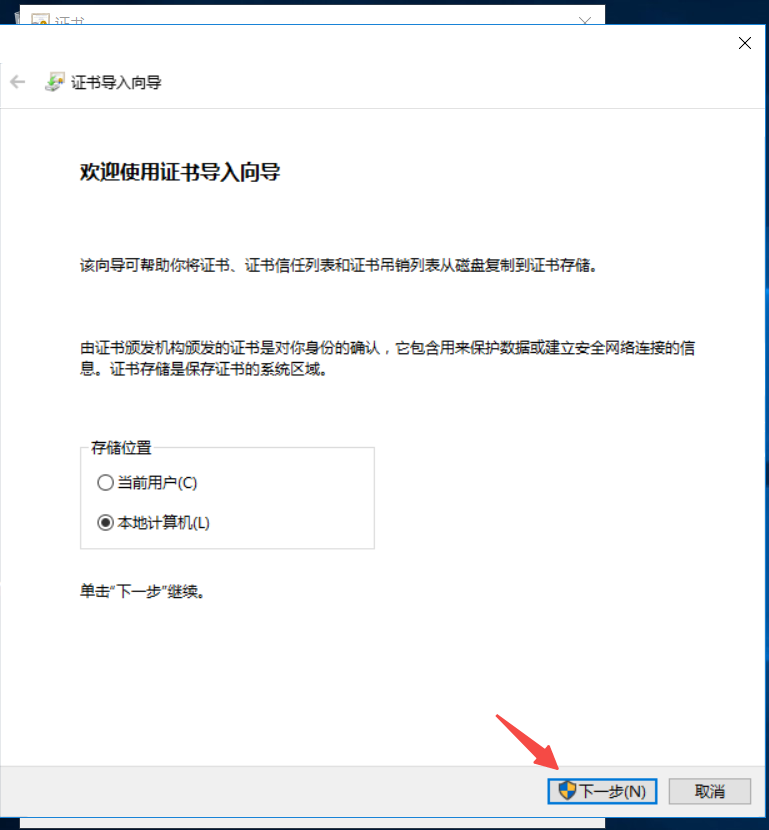 证书
证书导入向导
欢迎使用证书导入向导
该向导可帮助你将证书、证书信任列表和证书吊销列表从磁盘复制到证书存储。
由证书颁发机构颁发的证书是对你身份的确认，它包含用来保护数据或建立安全网络连接的信
息。证书存储是保存证书的系统区域。
存储位置
当前用户(C)
本地计算机(L)
单击"下一步"继续。
下一步(N)
取消